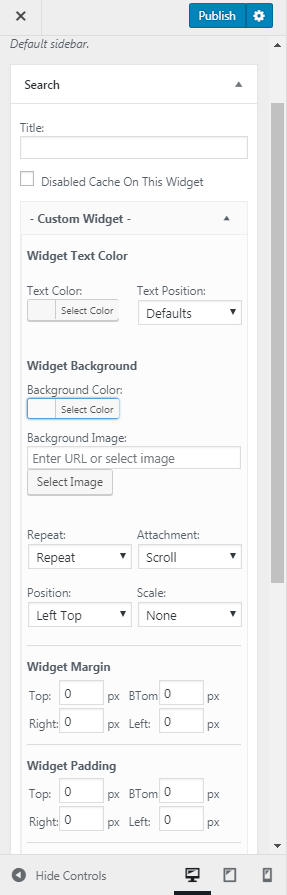 Publish
Default sidebar.
Search
Title:
Disabled Cache On This Widget
- Custom Widget -
Widget Text Color
Text Color: Text Position:
Select Color Defaults
Widget Background
Background Color:
Select Color
Background Image:
Enter URL or select image
Select Image
Repeat: Attachment:
Repeat Scroll
Position: Scale:
Left Top None
Widget Margin
Top: 0 px BTom 0 px
Right: 0 px Left: 0 px
Widget Padding
Top: 0 px BTom 0 px
Right: 0 px Left: 0 px
Hide Controls